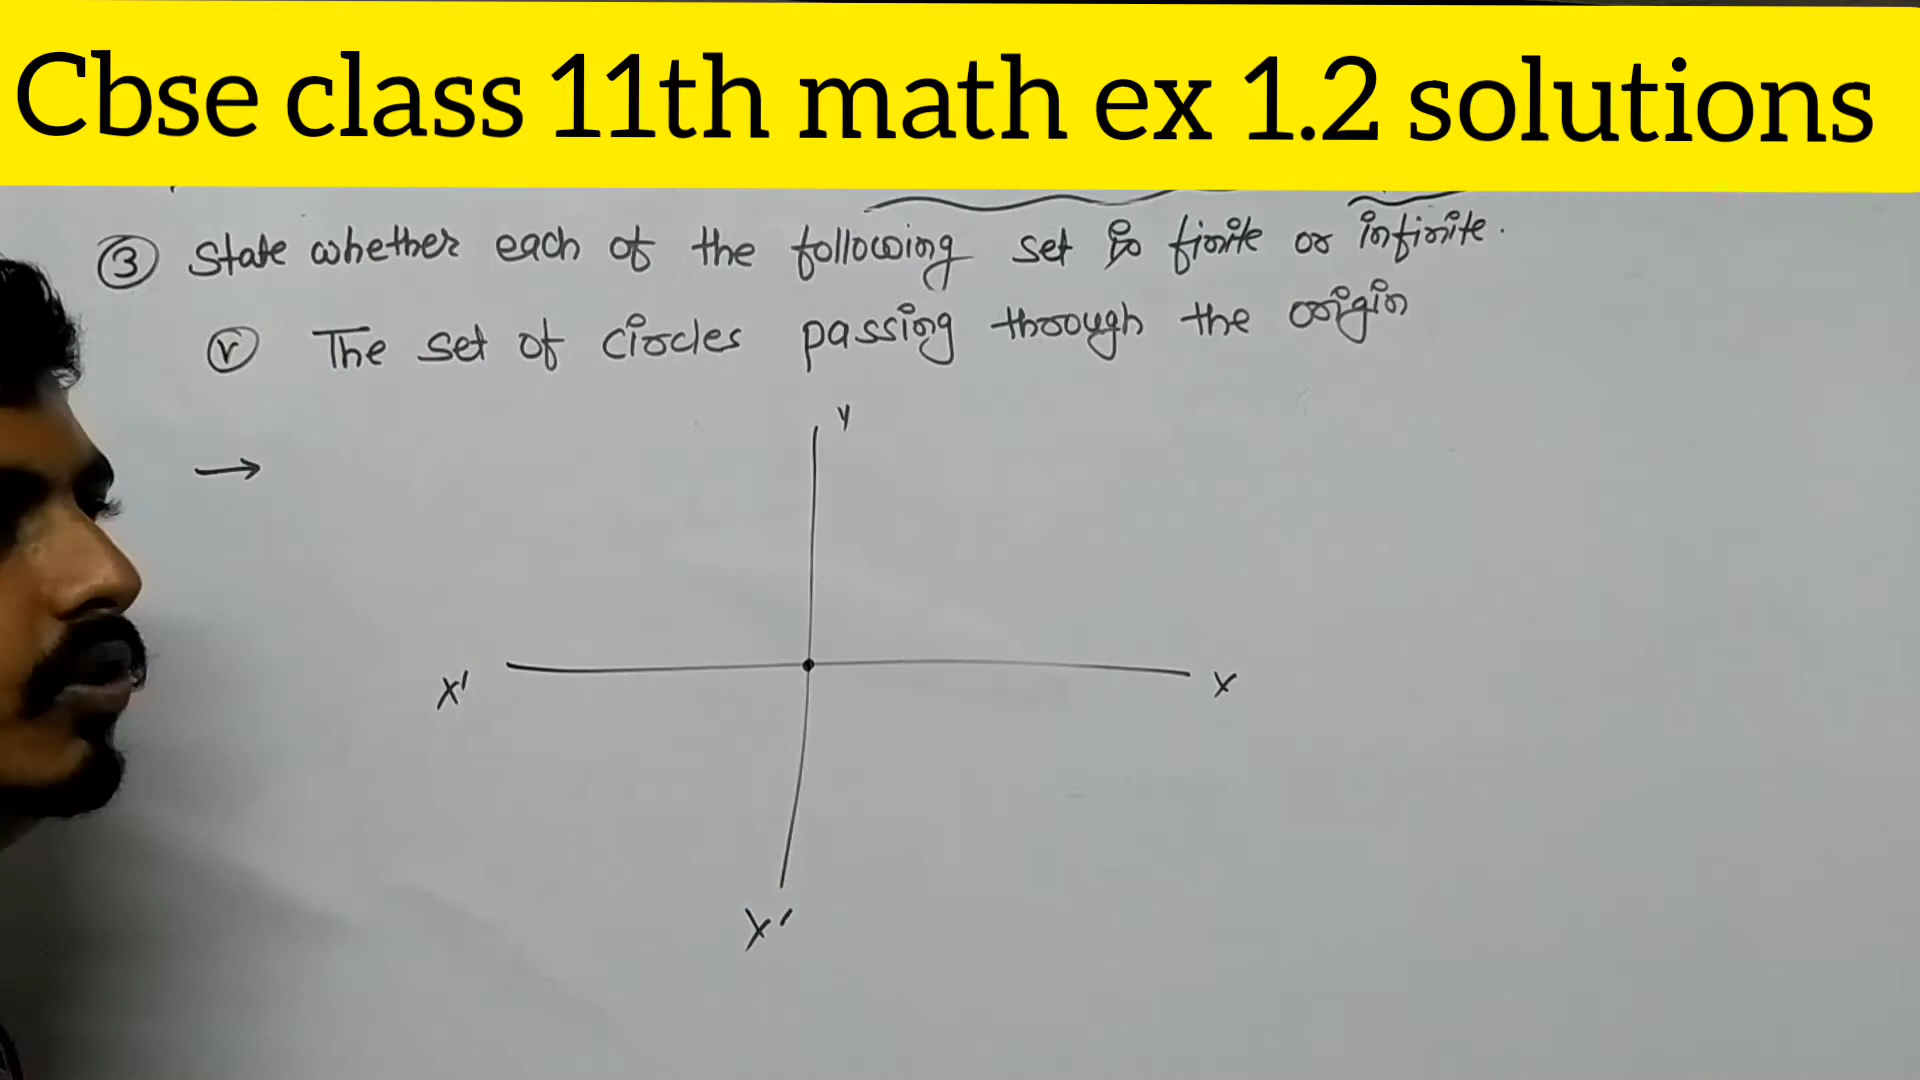 Cbse class 11th math ex 1.2 solutions
③ State whether each of the following set is finite or infinite.
ⓥ The set of circles passing through the origin
→
Y
X' X
X'